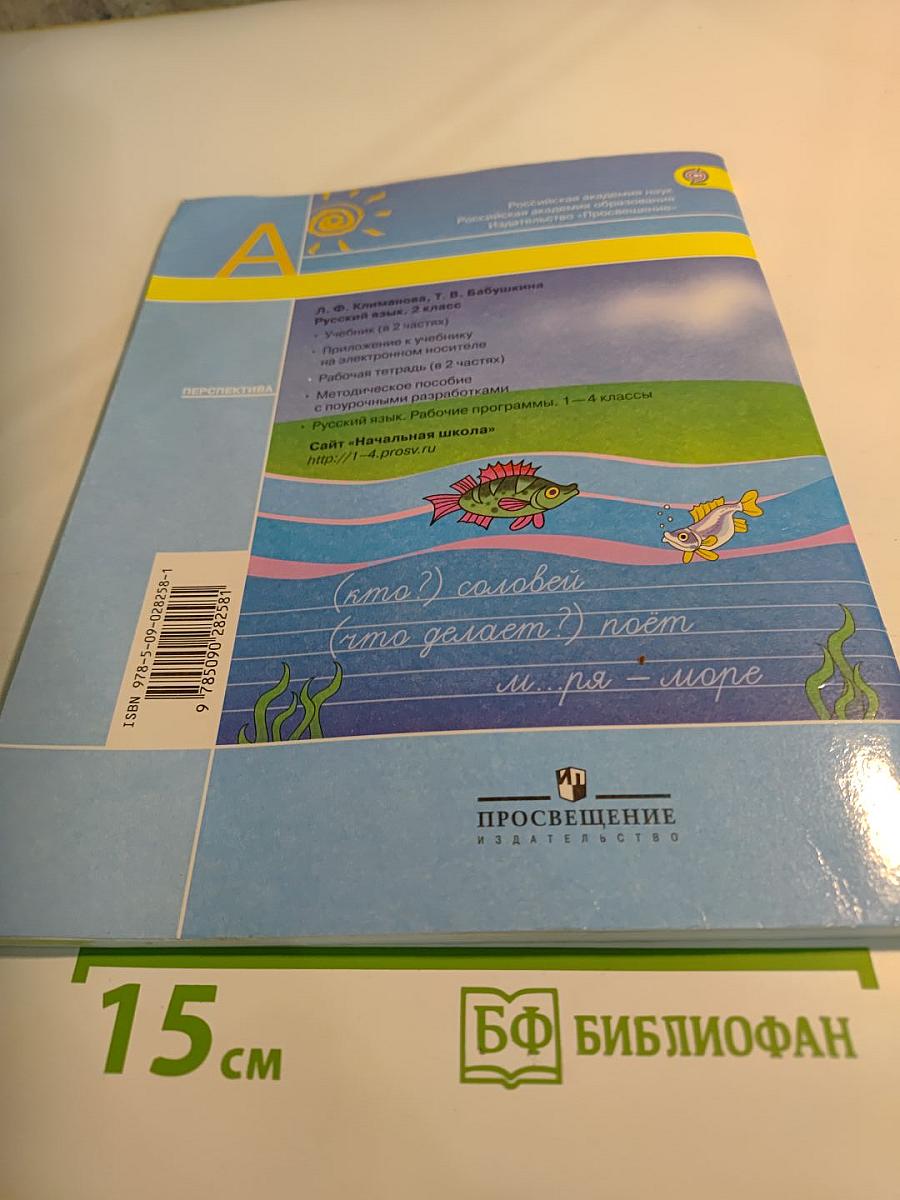 А
Российская академия наук
Российская академия образования
Издательство «Просвещение»
Л. Ф. Климанова, Т. В. Бабушкина
Русский язык. 2 класс
• Учебник (в 2 частях)
• Приложение к учебнику
на электронном носителе
• Рабочая тетрадь (в 2 частях)
• Методическое пособие
с поурочными разработками
• Русский язык. Рабочие программы. 1—4 классы
Сайт «Начальная школа»
http://1-4.prosv.ru
ПЕРСПЕКТИВА
(кто?) соловей
(что делает?) поёт
м...ря – море
ISBN 978-5-09-028258-1
9 785090 282581
ИП
ПРОСВЕЩЕНИЕ
ИЗДАТЕЛЬСТВО
15 см
БФ БИБЛИОФАН